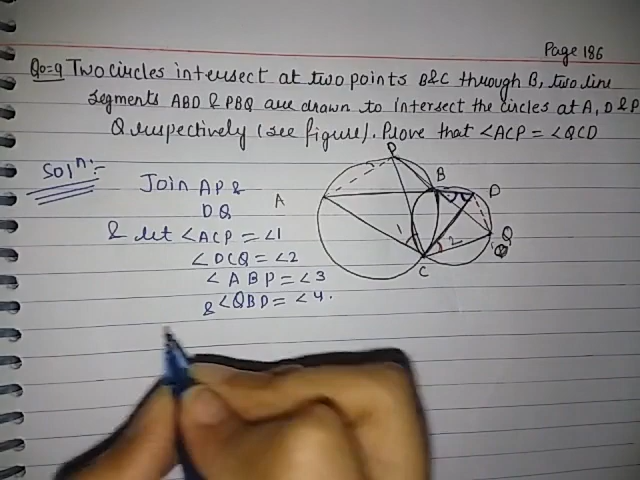 Page 186
Qo=9 Two circles intersect at two points B&C through B, two line
segments ABD & PBQ are drawn to intersect the circles at A, D & P
Q respectively (see figure). Prove that ∠ACP = ∠QCD
Solⁿ:-
Join AP &
DQ
& let ∠ACP = ∠1
∠DCQ = ∠2
∠ABP = ∠3
& ∠QBD = ∠4.
P
B
A
D
Q
1
2
C